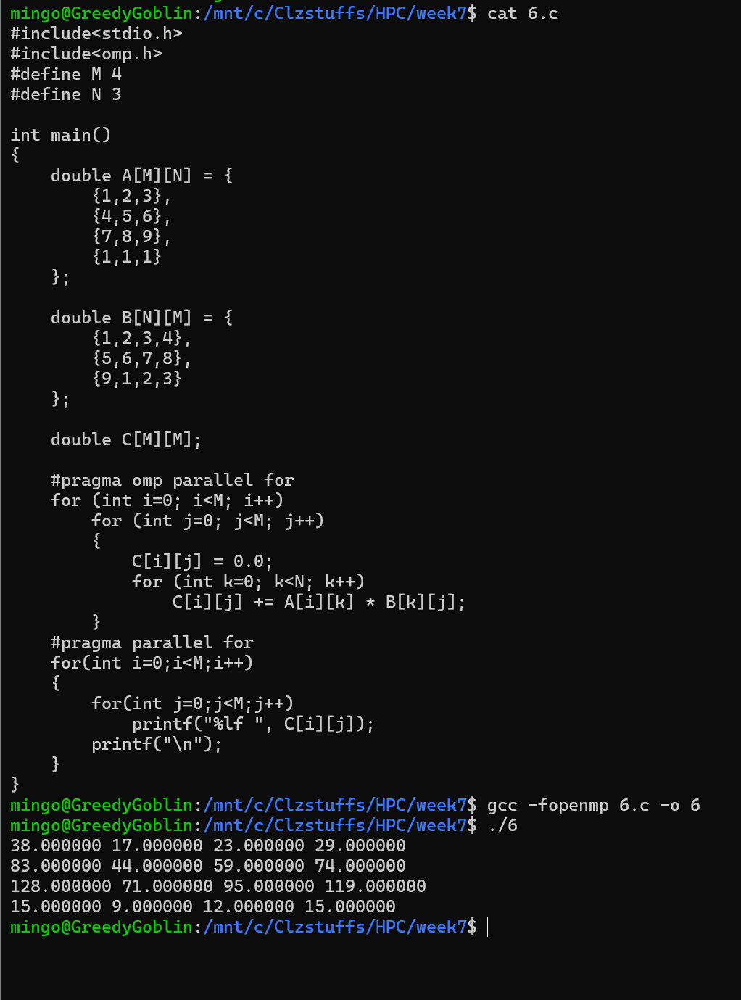 mingo@GreedyGoblin:/mnt/c/Clzstuffs/HPC/week7$ cat 6.c
#include<stdio.h>
#include<omp.h>
#define M 4
#define N 3

int main()
{
    double A[M][N] = {
        {1,2,3},
        {4,5,6},
        {7,8,9},
        {1,1,1}
    };

    double B[N][M] = {
        {1,2,3,4},
        {5,6,7,8},
        {9,1,2,3}
    };

    double C[M][M];

    #pragma omp parallel for
    for (int i=0; i<M; i++)
        for (int j=0; j<M; j++)
        {
            C[i][j] = 0.0;
            for (int k=0; k<N; k++)
                C[i][j] += A[i][k] * B[k][j];
        }
    #pragma parallel for
    for(int i=0;i<M;i++)
    {
        for(int j=0;j<M;j++)
            printf("%lf ", C[i][j]);
        printf("\n");
    }
}
mingo@GreedyGoblin:/mnt/c/Clzstuffs/HPC/week7$ gcc -fopenmp 6.c -o 6
mingo@GreedyGoblin:/mnt/c/Clzstuffs/HPC/week7$ ./6
38.000000 17.000000 23.000000 29.000000
83.000000 44.000000 59.000000 74.000000
128.000000 71.000000 95.000000 119.000000
15.000000 9.000000 12.000000 15.000000
mingo@GreedyGoblin:/mnt/c/Clzstuffs/HPC/week7$